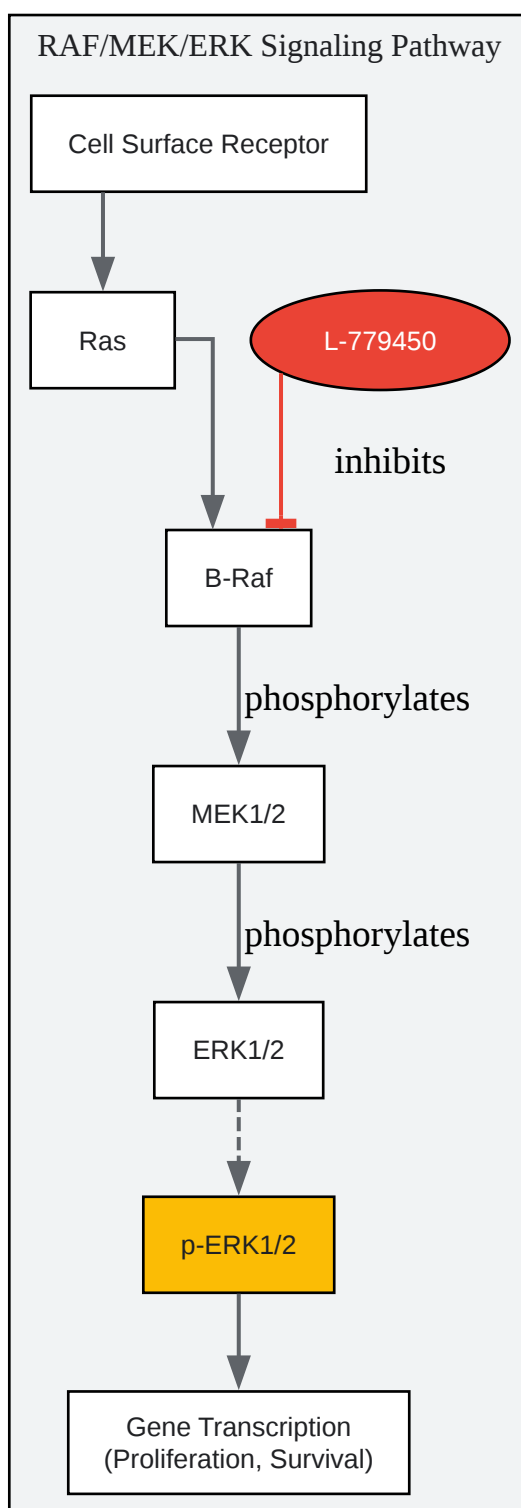 RAF/MEK/ERK Signaling Pathway
Cell Surface Receptor
Ras
L-779450
inhibits
B-Raf
phosphorylates
MEK1/2
phosphorylates
ERK1/2
p-ERK1/2
Gene Transcription
(Proliferation, Survival)